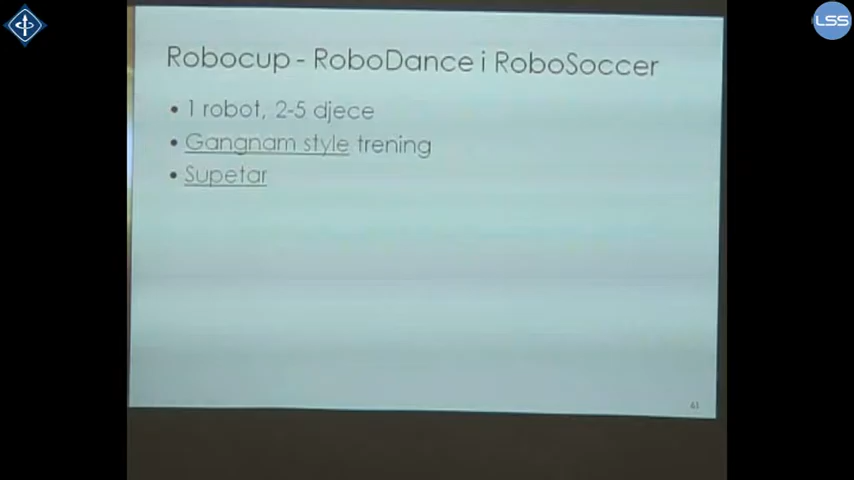 LSS
Robocup - RoboDance i RoboSoccer
• 1 robot, 2-5 djece
• Gangnam style trening
• Supetar